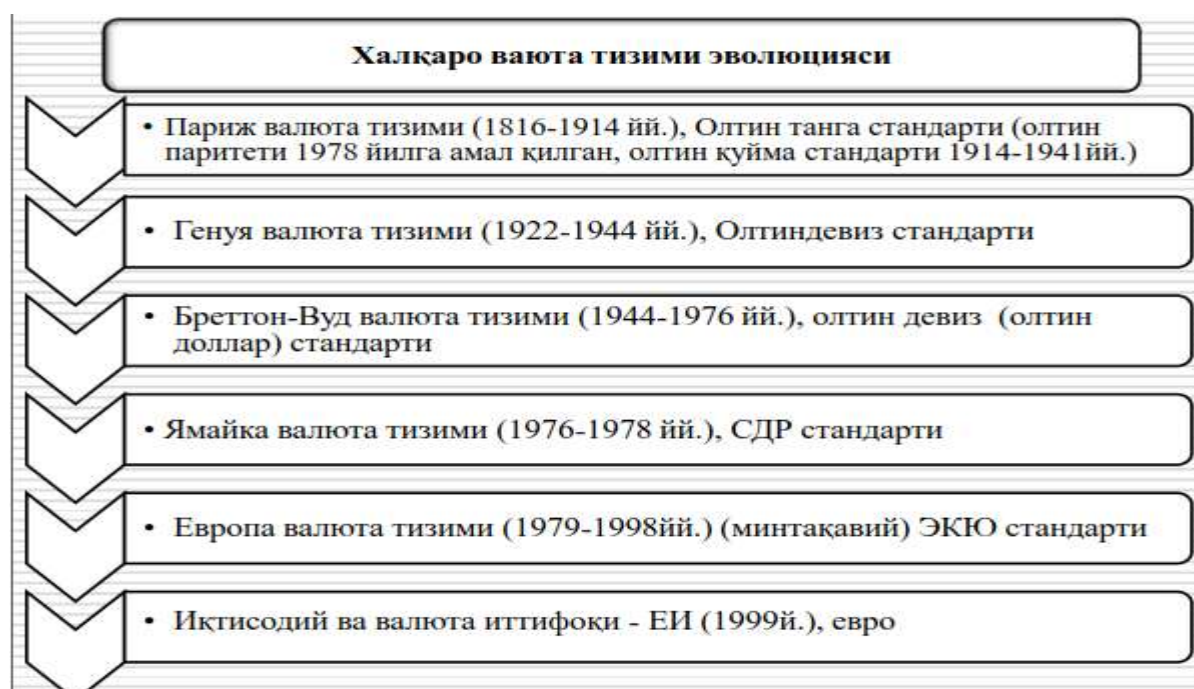 Халқаро ваюта тизими эволюцияси
• Париж валюта тизими (1816-1914 йй.), Олтин танга стандарти (олтин
паритети 1978 йилга амал қилган, олтин қуйма стандарти 1914-1941йй.)
• Генуя валюта тизими (1922-1944 йй.), Олтиндевиз стандарти
• Бреттон-Вуд валюта тизими (1944-1976 йй.), олтин девиз (олтин
доллар) стандарти
• Ямайка валюта тизими (1976-1978 йй.), СДР стандарти
• Европа валюта тизими (1979-1998йй.) (минтақавий) ЭКЮ стандарти
• Иқтисодий ва валюта иттифоқи - ЕИ (1999й.), евро